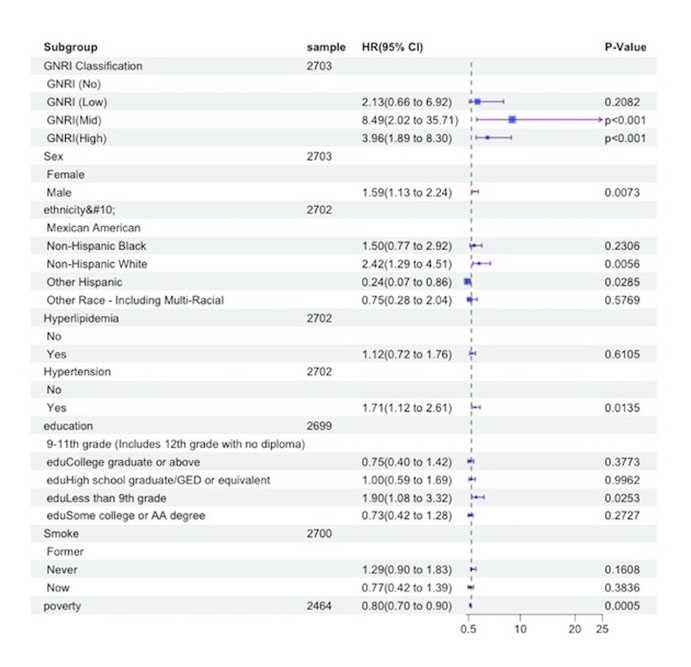 Subgroup sample HR(95% CI) P-Value
GNRI Classification 2703
GNRI (No)
GNRI (Low) 2.13(0.66 to 6.92) 0.2082
GNRI(Mid) 8.49(2.02 to 35.71) p<0.001
GNRI(High) 3.96(1.89 to 8.30) p<0.001
Sex 2703
Female
Male 1.59(1.13 to 2.24) 0.0073
ethnicity&#10; 2702
Mexican American
Non-Hispanic Black 1.50(0.77 to 2.92) 0.2306
Non-Hispanic White 2.42(1.29 to 4.51) 0.0056
Other Hispanic 0.24(0.07 to 0.86) 0.0285
Other Race - Including Multi-Racial 0.75(0.28 to 2.04) 0.5769
Hyperlipidemia 2702
No
Yes 1.12(0.72 to 1.76) 0.6105
Hypertension 2702
No
Yes 1.71(1.12 to 2.61) 0.0135
education 2699
9-11th grade (Includes 12th grade with no diploma)
eduCollege graduate or above 0.75(0.40 to 1.42) 0.3773
eduHigh school graduate/GED or equivalent 1.00(0.59 to 1.69) 0.9962
eduLess than 9th grade 1.90(1.08 to 3.32) 0.0253
eduSome college or AA degree 0.73(0.42 to 1.28) 0.2727
Smoke 2700
Former
Never 1.29(0.90 to 1.83) 0.1608
Now 0.77(0.42 to 1.39) 0.3836
poverty 2464 0.80(0.70 to 0.90) 0.0005
0.5 10 20 25